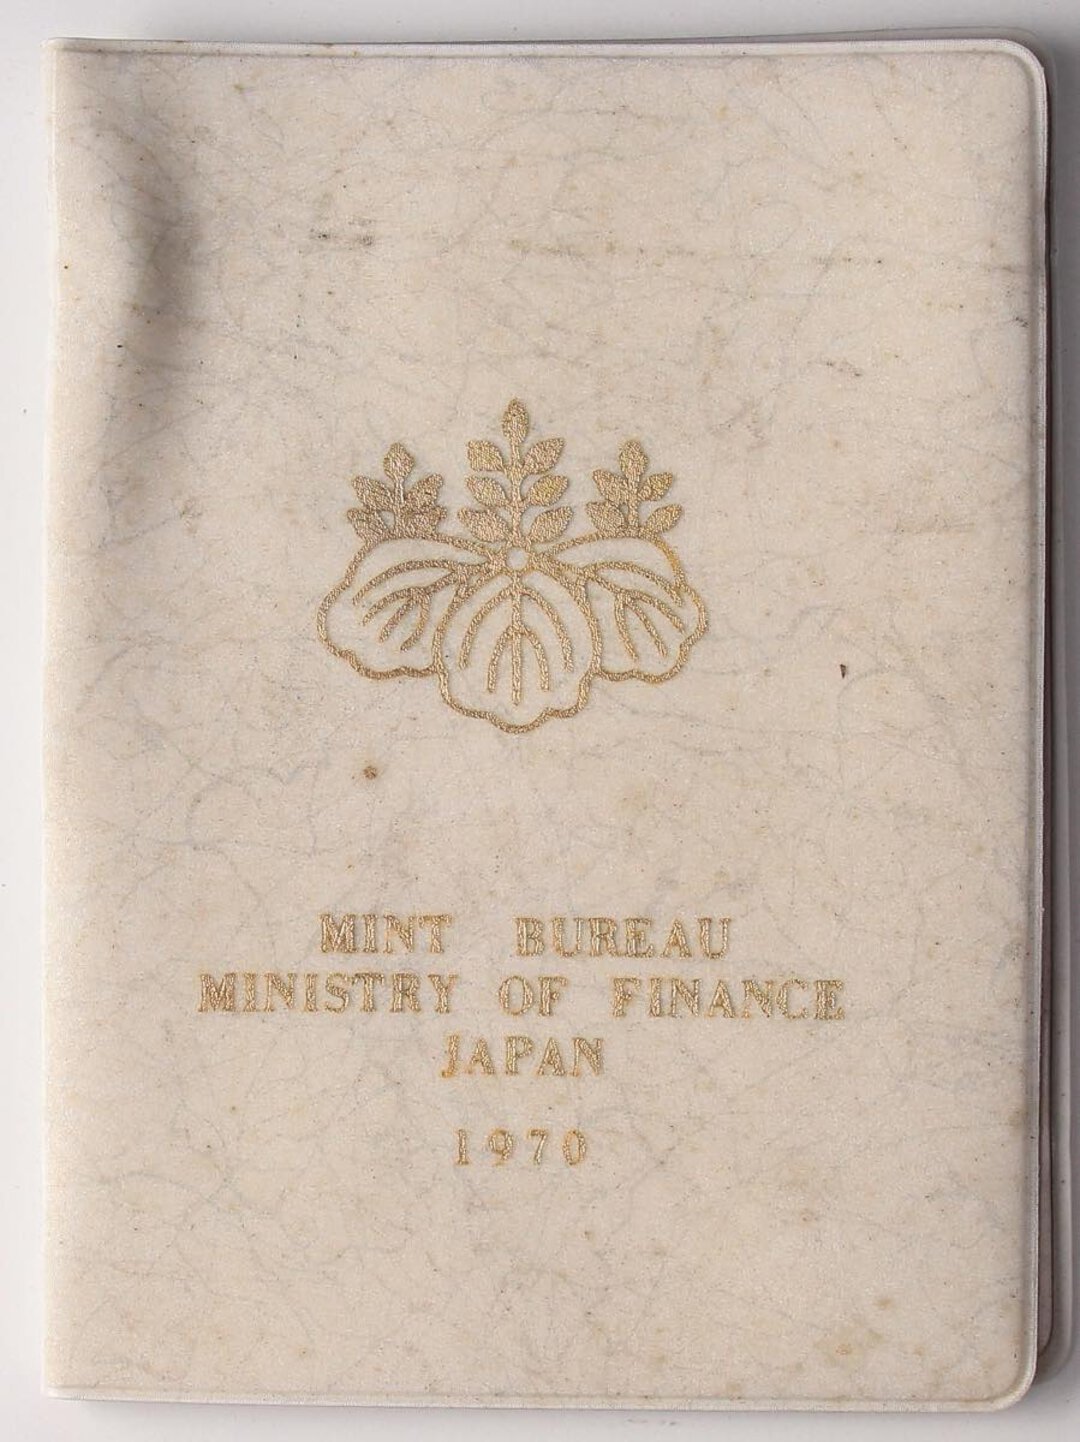 MINT BUREAU
MINISTRY OF FINANCE
JAPAN
1970